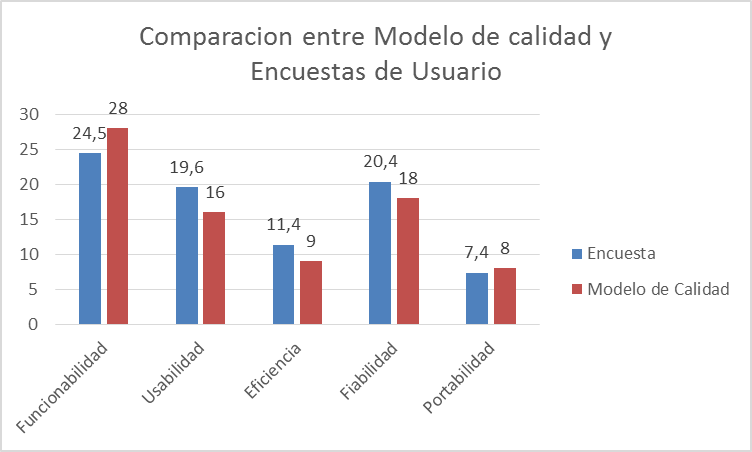 Comparacion entre Modelo de calidad y
Encuestas de Usuario
30
25
20
15
10
5
0
24,5
28
19,6
16
11,4
9
20,4
18
7,4
8
Funcionabilidad
Usabilidad
Eficiencia
Fiabilidad
Portabilidad
Encuesta
Modelo de Calidad